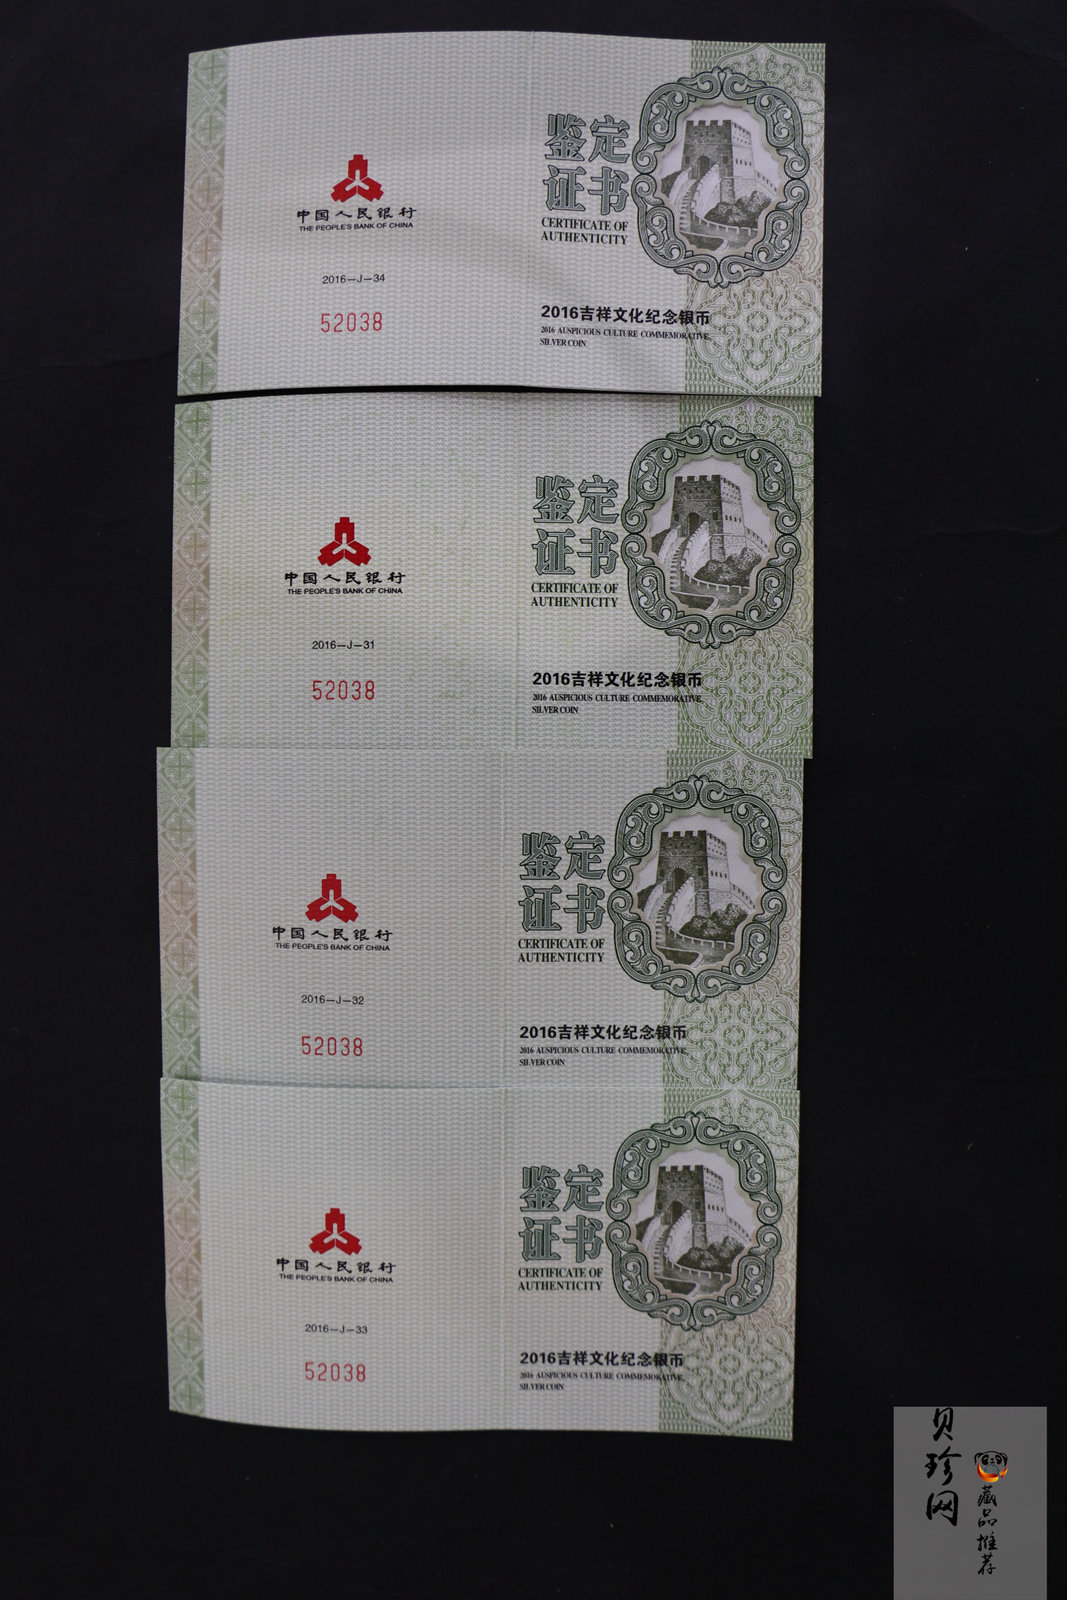 中国人民银行
THE PEOPLE'S BANK OF CHINA
2016-J-34
52038
鉴定
证书
CERTIFICATE OF
AUTHENTICITY
2016吉祥文化纪念银币
2016 AUSPICIOUS CULTURE COMMEMORATIVE
SILVER COIN
中国人民银行
THE PEOPLE'S BANK OF CHINA
2016-J-31
52038
鉴定
证书
CERTIFICATE OF
AUTHENTICITY
2016吉祥文化纪念银币
2016 AUSPICIOUS CULTURE COMMEMORATIVE
SILVER COIN
中国人民银行
THE PEOPLE'S BANK OF CHINA
2016-J-32
52038
鉴定
证书
CERTIFICATE OF
AUTHENTICITY
2016吉祥文化纪念银币
2016 AUSPICIOUS CULTURE COMMEMORATIVE
SILVER COIN
中国人民银行
THE PEOPLE'S BANK OF CHINA
2016-J-33
52038
鉴定
证书
CERTIFICATE OF
AUTHENTICITY
2016吉祥文化纪念银币
2016 AUSPICIOUS CULTURE COMMEMORATIVE
SILVER COIN
贝珍网
藏品推荐